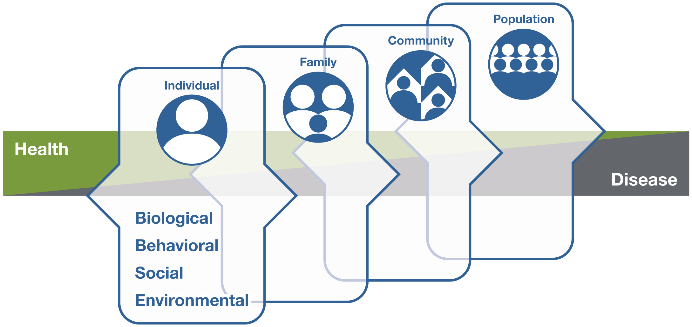 Population
Community
Family
Individual
Health
Disease
Biological
Behavioral
Social
Environmental